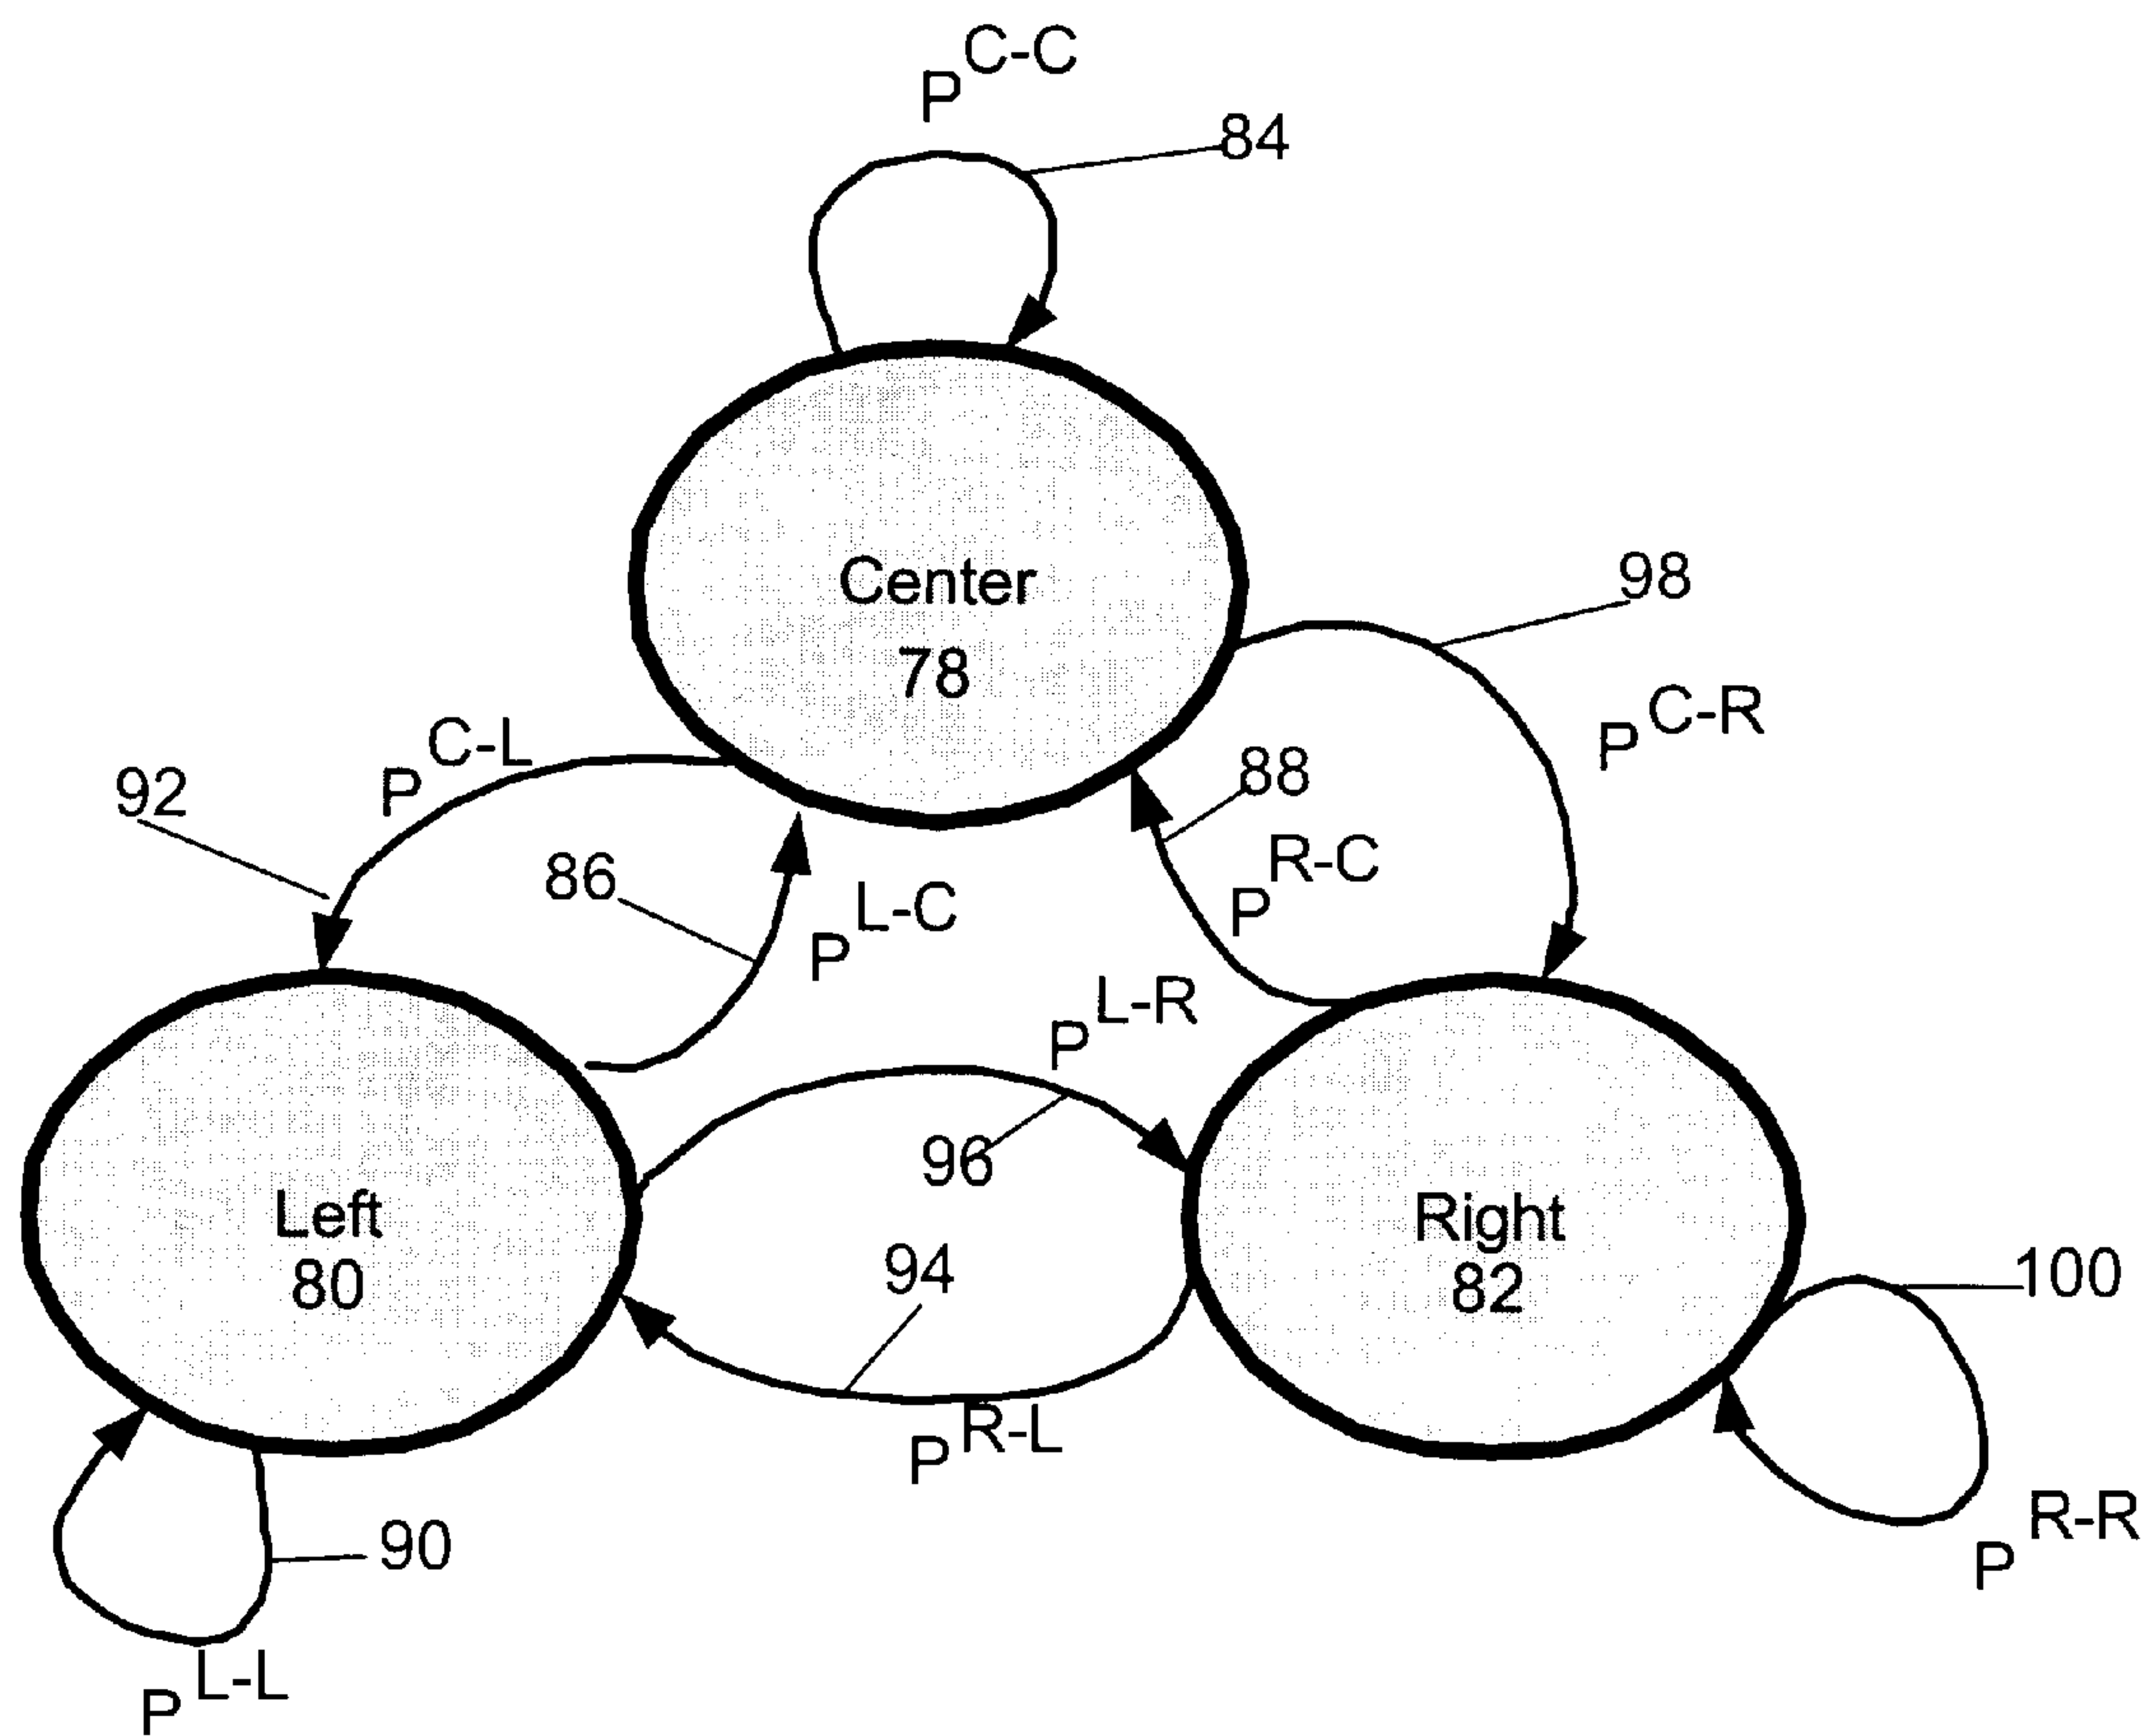 P^C-C
84
Center
78
98
P^C-R
P^C-L
92
88
P^R-C
86
P^L-C
P^L-R
96
Left
80
Right
82
94
100
P^R-L
P^R-R
90
P^L-L